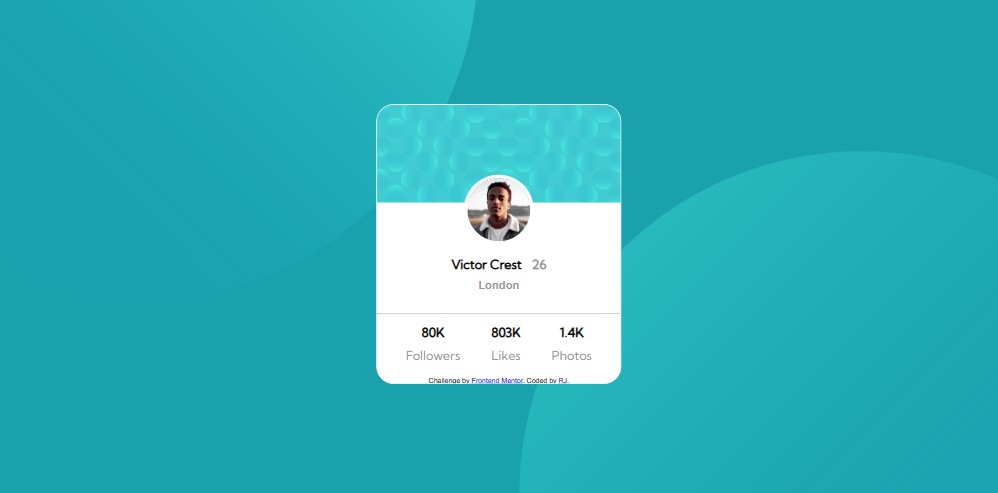 Victor Crest 26
London
80K 803K 1.4K
Followers Likes Photos
Challenge by Frontend Mentor. Coded by RJ.